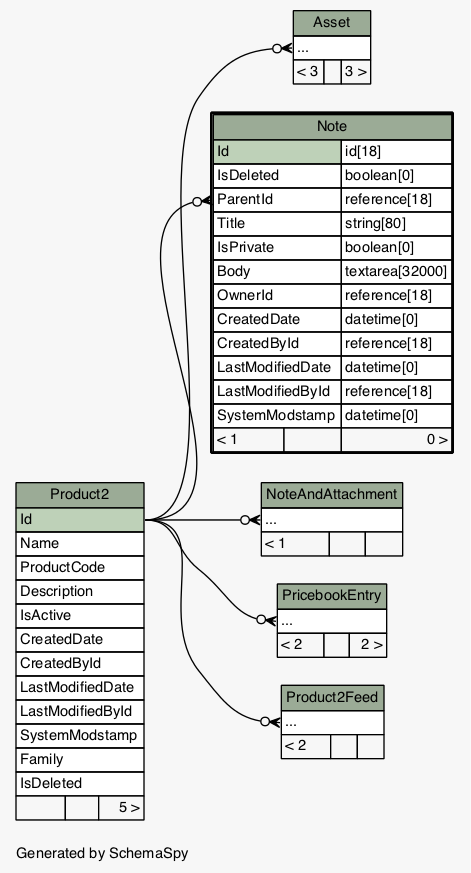 Asset
...
< 3 3 >
Note
Id id[18]
IsDeleted boolean[0]
ParentId reference[18]
Title string[80]
IsPrivate boolean[0]
Body textarea[32000]
OwnerId reference[18]
CreatedDate datetime[0]
CreatedById reference[18]
LastModifiedDate datetime[0]
LastModifiedById reference[18]
SystemModstamp datetime[0]
< 1 0 >
Product2
Id
Name
ProductCode
Description
IsActive
CreatedDate
CreatedById
LastModifiedDate
LastModifiedById
SystemModstamp
Family
IsDeleted
5 >
NoteAndAttachment
...
< 1
PricebookEntry
...
< 2 2 >
Product2Feed
...
< 2
Generated by SchemaSpy